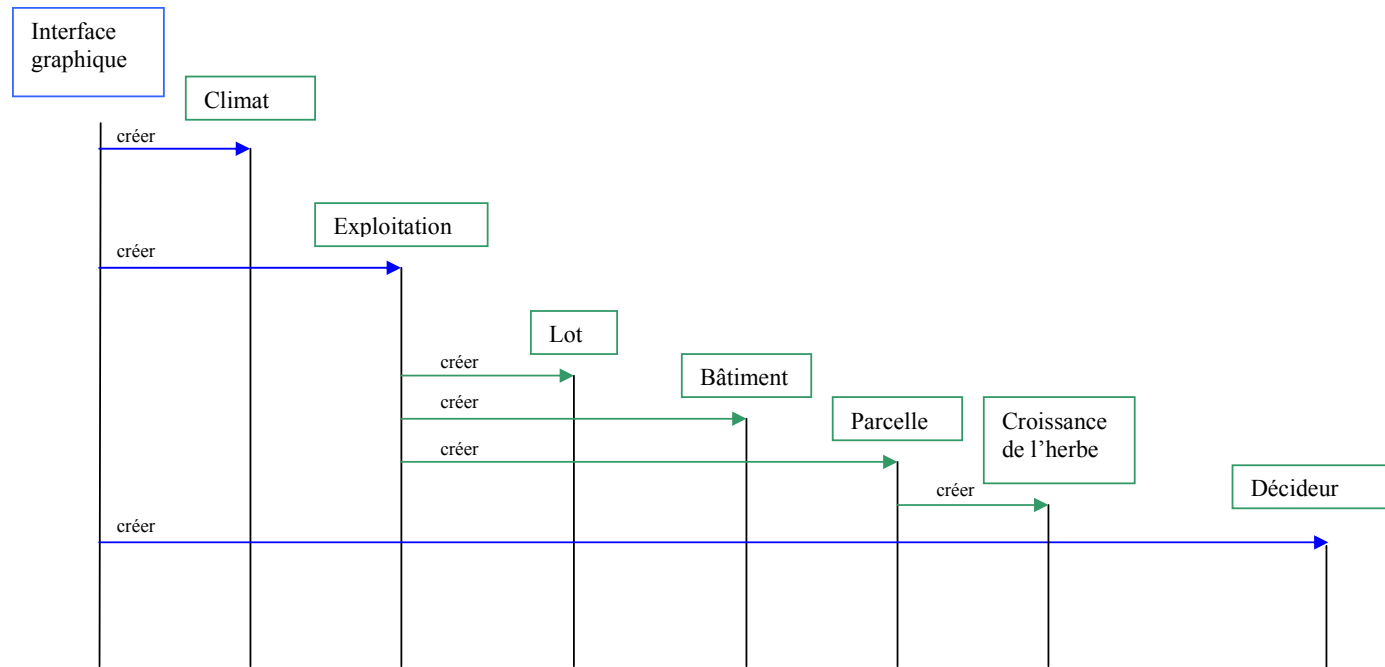 Interface
graphique
Climat
créer
Exploitation
créer
Lot
créer
Bâtiment
créer
Parcelle
créer
Croissance
de l’herbe
créer
Décideur
créer